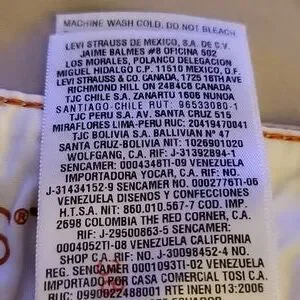 MACHINE WASH COLD. DO NOT BLEACH
LEVI STRAUSS DE MEXICO, S.A. DE C.V.
JAIME BALMES #8 OFICINA 502
LOS MORALES, POLANCO DELEGACION
MIGUEL HIDALGO C.P. 11510 MEXICO, D.F.
LEVI STRAUSS & CO. CANADA, 1725 16TH AVE
RICHMOND HILL ON 24B4C6 CANADA
TJC CHILE S.A. ZANARTU 1606 NUNOA
SANTIAGO-CHILE RUT: 96533080-1
TJC PERU S.A. AV. SANTA CRUZ 515
MIRAFLORES LIMA-PERU RUC: 20419470041
TJC BOLIVIA S.A. BALLIVIAN N° 47
SANTA CRUZ-BOLIVIA NIT: 1026901020
WOLFGANG, C.A. RIF: J-31392894-1
SENCAMER: 0004348TI-09 VENEZUELA
IMPORTADORA YOCAR, C.A. RIF:
J-31434152-9 SENCAMER NO. 0002776TI-06
VENEZUELA DISENOS Y CONFECCIONES
H.T.S.A. NIT: 860.010.567-7 COD. IMP.
2698 COLOMBIA THE RED CORNER, C.A.
RIF: J-29500863-5 SENCAMER
0004052TI-08 VENEZUELA CALIFORNIA
SHOP C.A. RIF: J-30098452-4 NO.
REG. SENCAMER 0001093TI-02 VENEZUELA
IMPORTADO POR CASA COMERCIAL TOSI C.A.
RUC: 0990022488001 RTE INEN 013:2006
ECUADOR